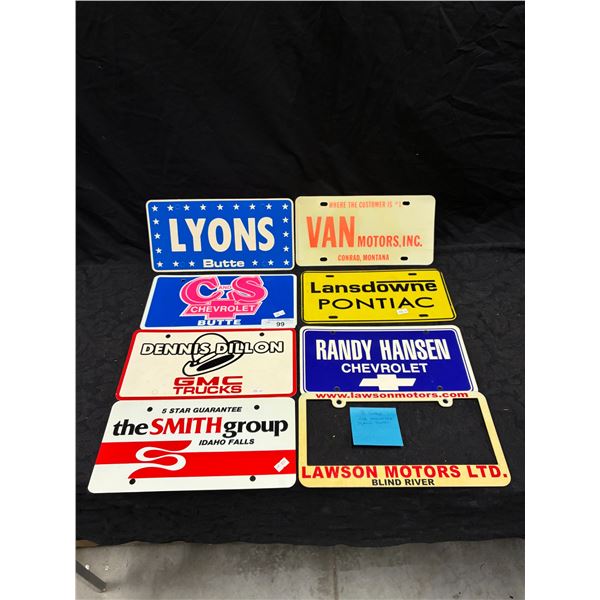 LYONS
Butte
WHERE THE CUSTOMER IS #1
VAN MOTORS, INC.
CONRAD, MONTANA
C AND S
CHEVROLET
BUTTE
99
Lansdowne
PONTIAC
DENNIS DILLON
GMC
TRUCKS
RANDY HANSEN
CHEVROLET
5 STAR GUARANTEE
the SMITH group
IDAHO FALLS
www.lawsonmotors.com
LAWSON MOTORS LTD.
BLIND RIVER